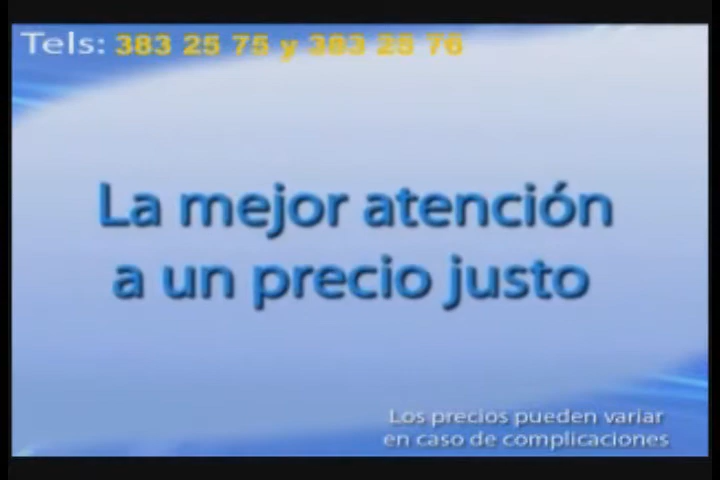 Tels: 383 25 75 y 383 25 76
La mejor atención
a un precio justo
Los precios pueden variar
en caso de complicaciones